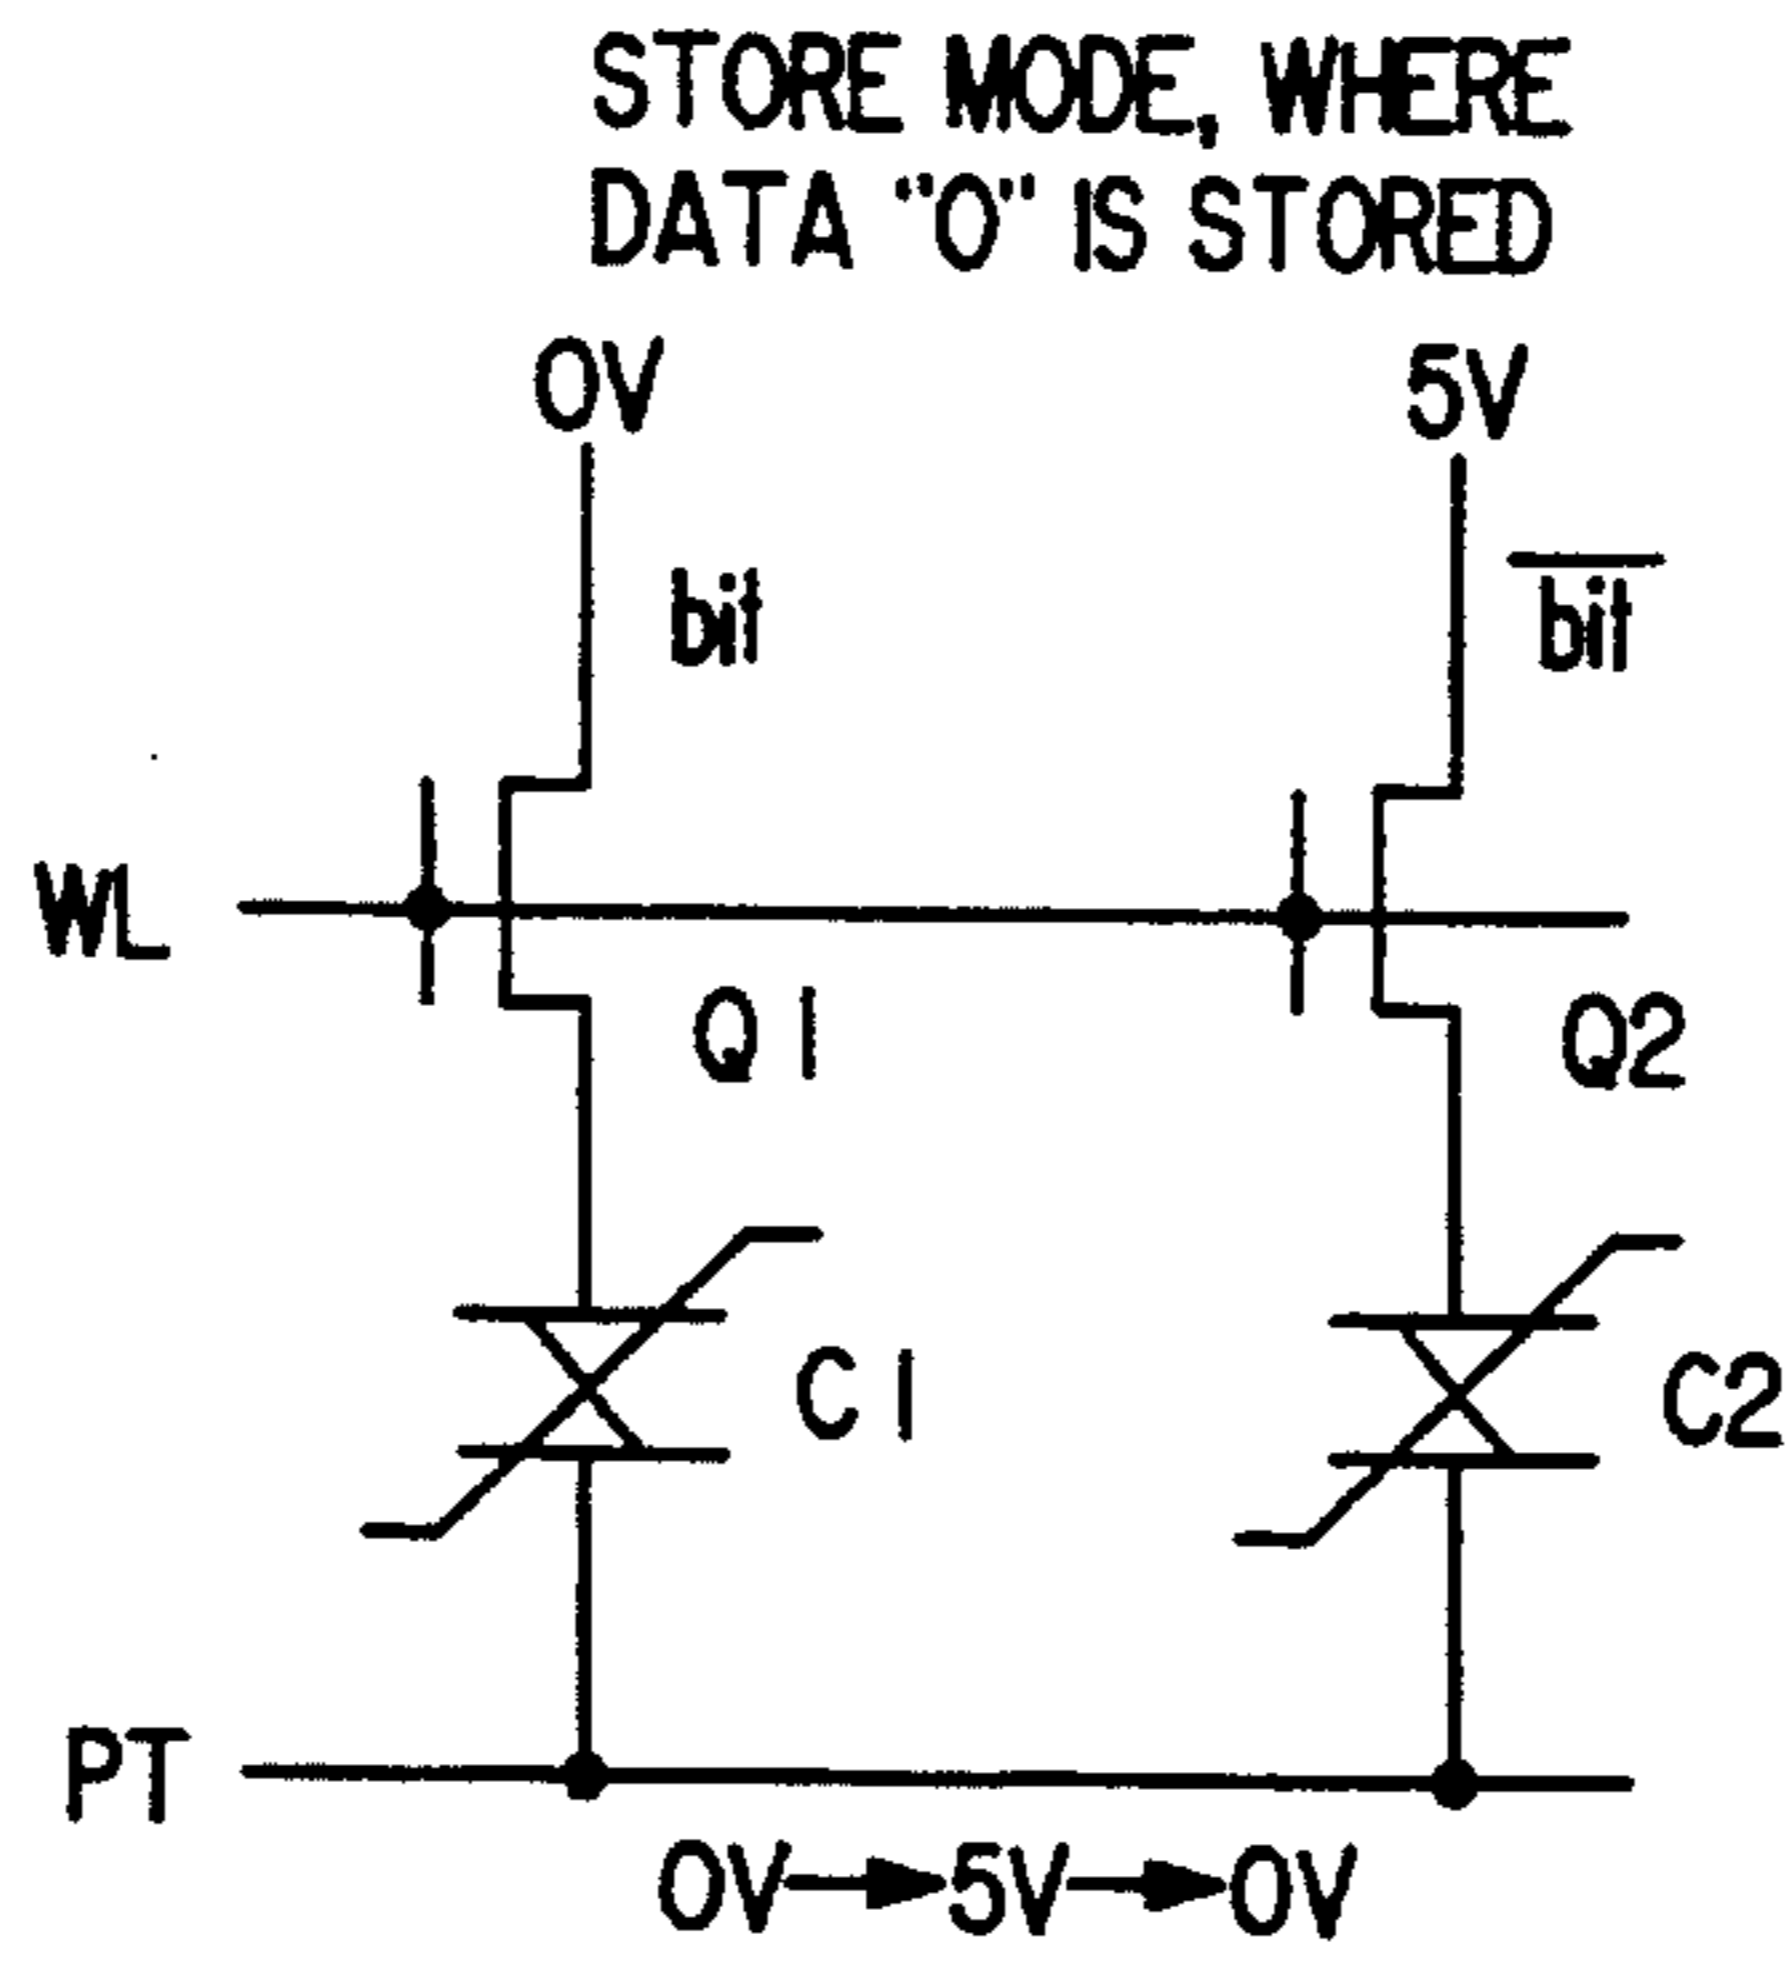 STORE MODE, WHERE
DATA "0" IS STORED
0V 5V
bit b̅i̅t̅
WL
Q1 Q2
C1 C2
PT
0V→5V→0V